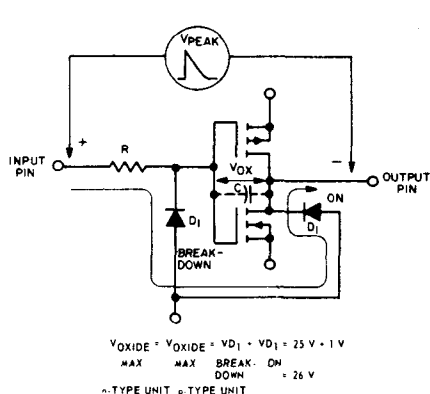 VPEAK
+
−
R
INPUT
PIN
VOX
C
OUTPUT
PIN
ON
D1
D1
BREAK-
DOWN
VOXIDE = VOXIDE = VD1 + VD1 = 25 V + 1 V
MAX MAX BREAK- ON
DOWN = 26 V
n-TYPE UNIT p-TYPE UNIT